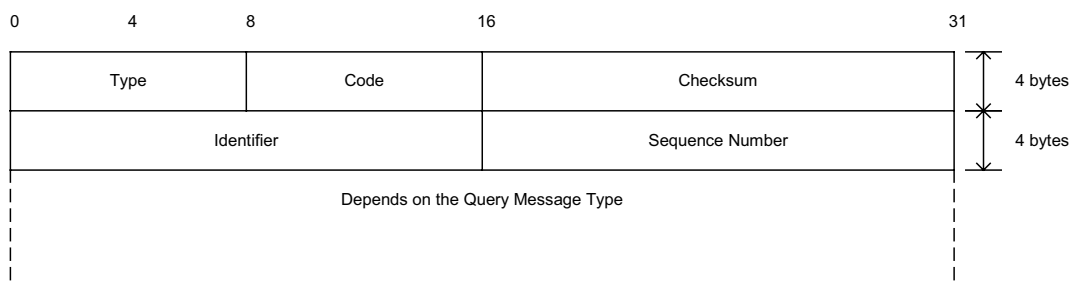 0 4 8 16 31
Type Code Checksum 4 bytes
Identifier Sequence Number 4 bytes
Depends on the Query Message Type